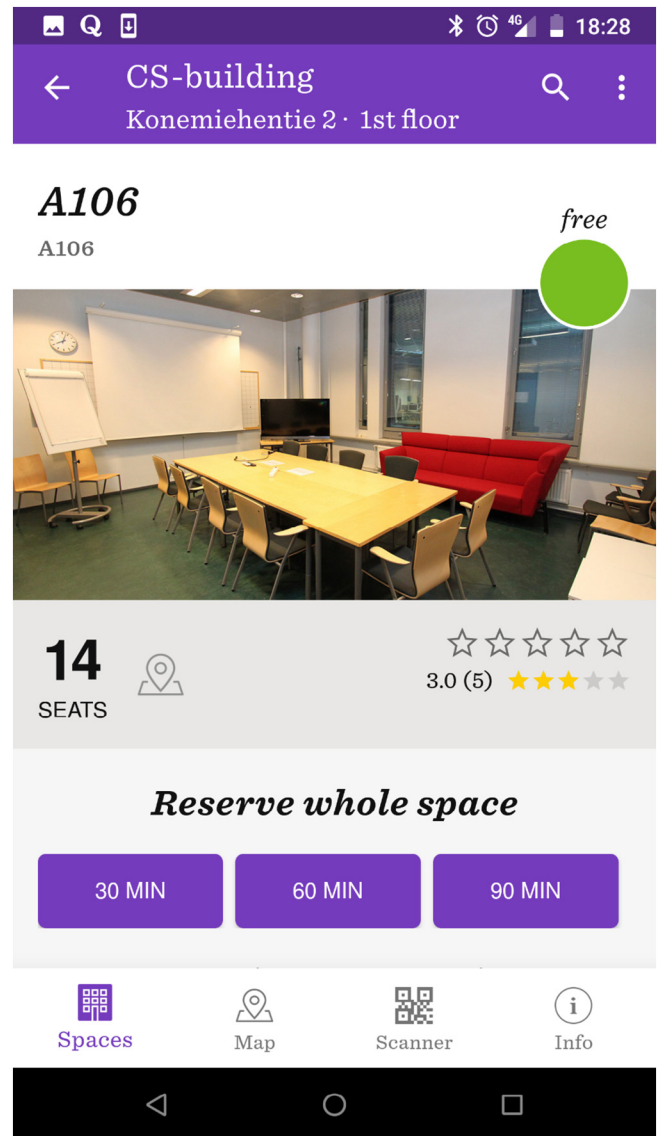 18:28
4G
CS-building
Konemiehentie 2 · 1st floor
A106
A106
free
14
SEATS
3.0 (5)
Reserve whole space
30 MIN
60 MIN
90 MIN
Spaces
Map
Scanner
Info